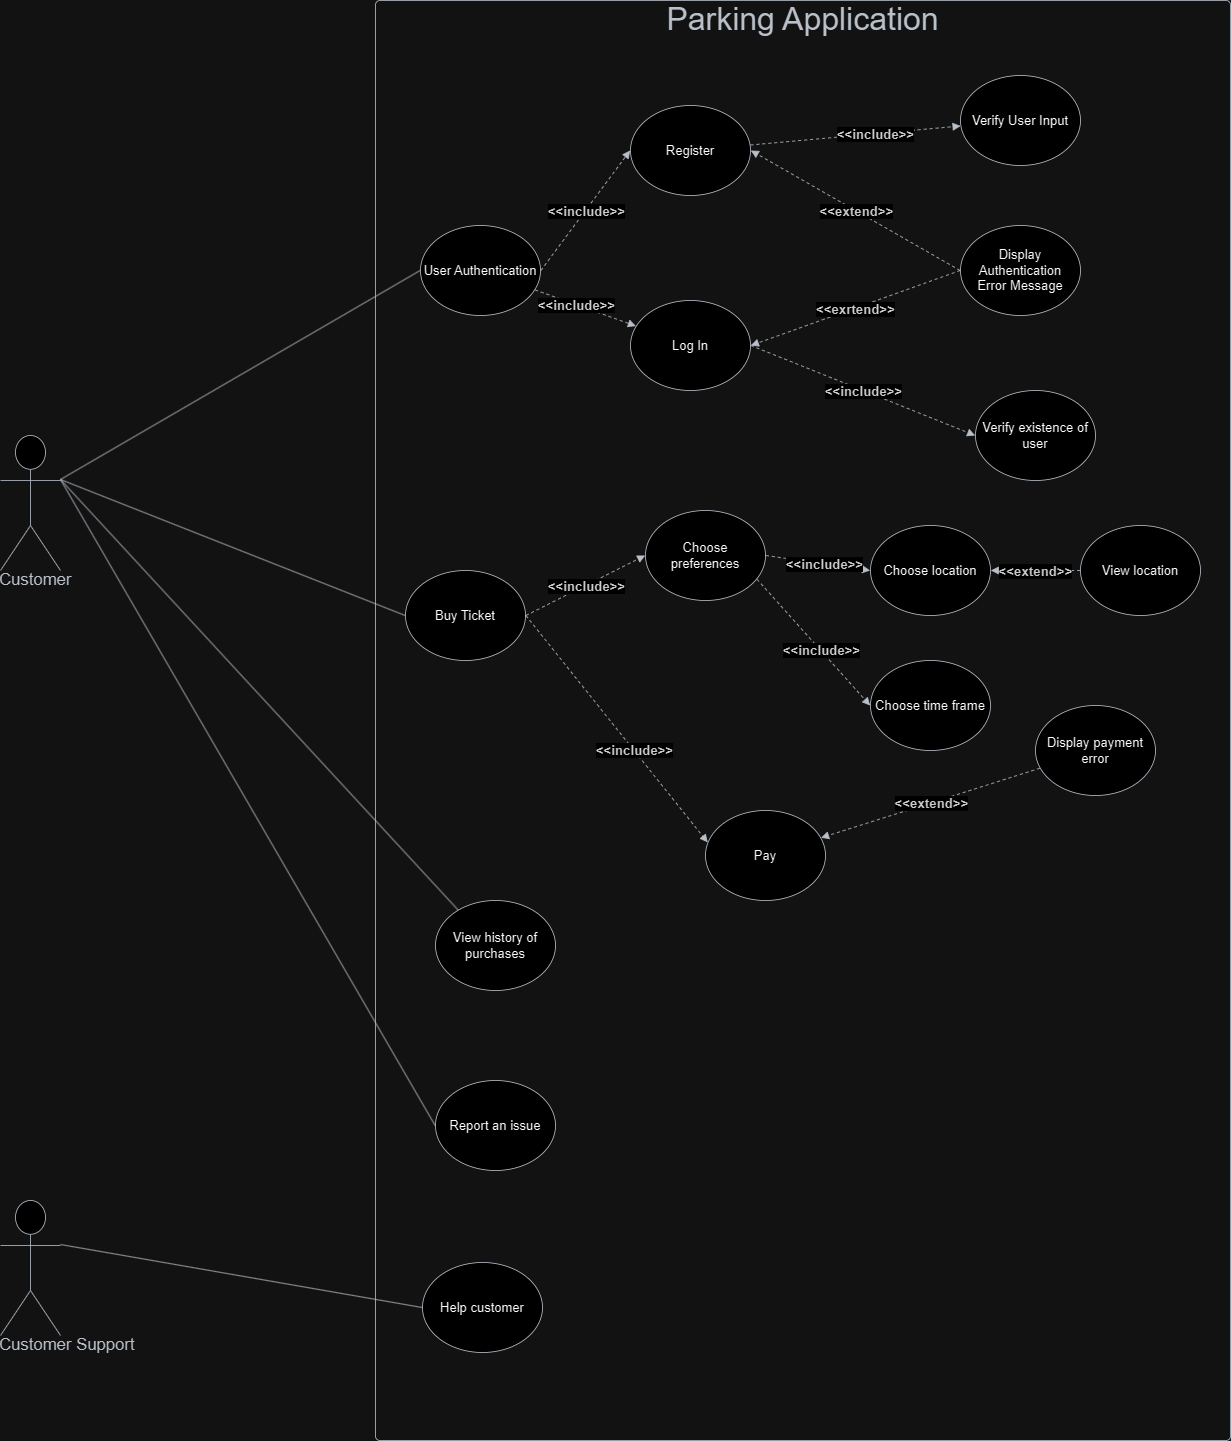 Parking Application
Verify User Input
<<include>>
Register
<<include>>
<<extend>>
User Authentication
Display
Authentication
Error Message
<<include>>
<<exrtend>>
Log In
<<include>>
Verify existence of
user
Customer
Choose
preferences
<<include>>
Choose location
<<extend>>
View location
<<include>>
Buy Ticket
<<include>>
Choose time frame
<<include>>
Display payment
error
<<extend>>
Pay
View history of
purchases
Report an issue
Help customer
Customer Support